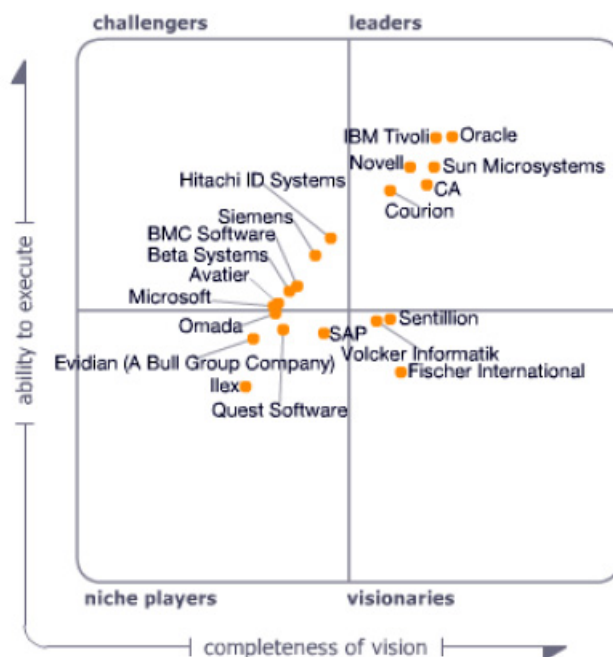 challengers
leaders
IBM Tivoli
Oracle
Novell
Sun Microsystems
Hitachi ID Systems
CA
Siemens
Courion
BMC Software
Beta Systems
Avatier
Microsoft
Omada
Sentillion
SAP
Volcker Informatik
Evidian (A Bull Group Company)
Fischer International
Ilex
Quest Software
niche players
visionaries
ability to execute
completeness of vision